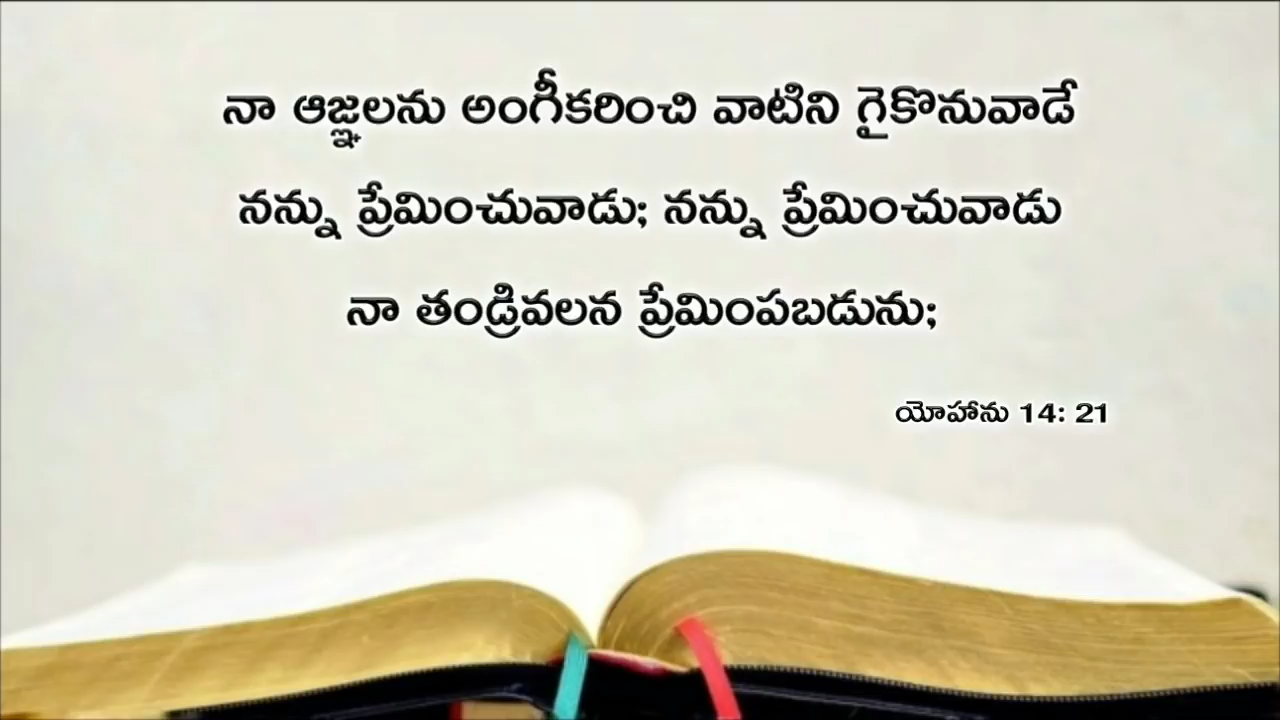 నా ఆజ్ఞలను అంగీకరించి వాటిని గైకొనువాడే
నన్ను ప్రేమించువాడు; నన్ను ప్రేమించువాడు
నా తండ్రివలన ప్రేమింపబడును;
యోహాను 14: 21